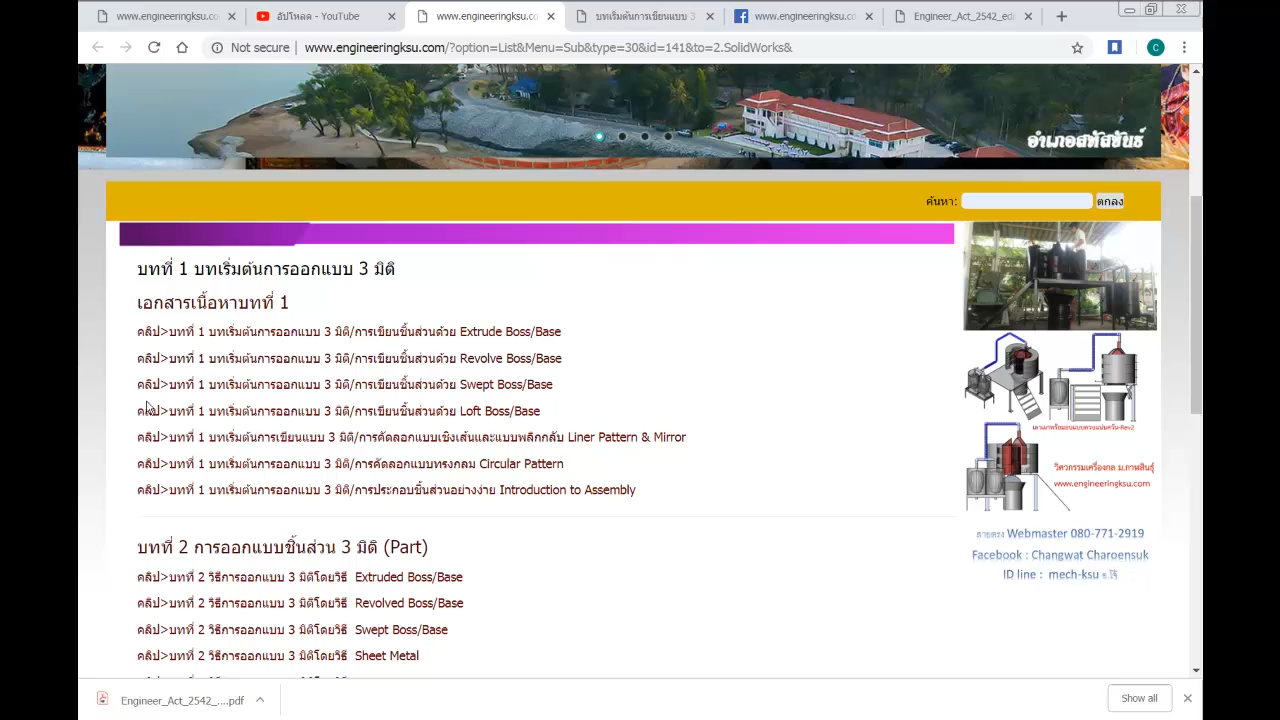 www.engineeringksu.co
อัปโหลด - YouTube
www.engineeringksu.co
บทเริ่มต้นการเขียนแบบ 3
www.engineeringksu.co
Engineer_Act_2542_edi
Not secure
www.engineeringksu.com/?option=List&Menu=Sub&type=30&id=141&to=2.SolidWorks&
C
อำเภอสหัสขันธ์
ค้นหา:
ตกลง
บทที่ 1 บทเริ่มต้นการออกแบบ 3 มิติ
เอกสารเนื้อหาบทที่ 1
คลิป>บทที่ 1 บทเริ่มต้นการออกแบบ 3 มิติ/การเขียนชิ้นส่วนด้วย Extrude Boss/Base
คลิป>บทที่ 1 บทเริ่มต้นการออกแบบ 3 มิติ/การเขียนชิ้นส่วนด้วย Revolve Boss/Base
คลิป>บทที่ 1 บทเริ่มต้นการออกแบบ 3 มิติ/การเขียนชิ้นส่วนด้วย Swept Boss/Base
คลิป>บทที่ 1 บทเริ่มต้นการออกแบบ 3 มิติ/การเขียนชิ้นส่วนด้วย Loft Boss/Base
คลิป>บทที่ 1 บทเริ่มต้นการเขียนแบบ 3 มิติ/การคัดลอกแบบเชิงเส้นและแบบพลิกกลับ Liner Pattern & Mirror
คลิป>บทที่ 1 บทเริ่มต้นการออกแบบ 3 มิติ/การคัดลอกแบบทรงกลม Circular Pattern
คลิป>บทที่ 1 บทเริ่มต้นการออกแบบ 3 มิติ/การประกอบชิ้นส่วนอย่างง่าย Introduction to Assembly
บทที่ 2 การออกแบบชิ้นส่วน 3 มิติ (Part)
คลิป>บทที่ 2 วิธีการออกแบบ 3 มิติโดยวิธี Extruded Boss/Base
คลิป>บทที่ 2 วิธีการออกแบบ 3 มิติโดยวิธี Revolved Boss/Base
คลิป>บทที่ 2 วิธีการออกแบบ 3 มิติโดยวิธี Swept Boss/Base
คลิป>บทที่ 2 วิธีการออกแบบ 3 มิติโดยวิธี Sheet Metal
วิศวกรรมเครื่องกล ม.กาฬสินธุ์
www.engineeringksu.com
สายตรง Webmaster 080-771-2919
Facebook : Changwat Charoensuk
ID line : mech-ksu
Engineer_Act_2542_....pdf
Show all